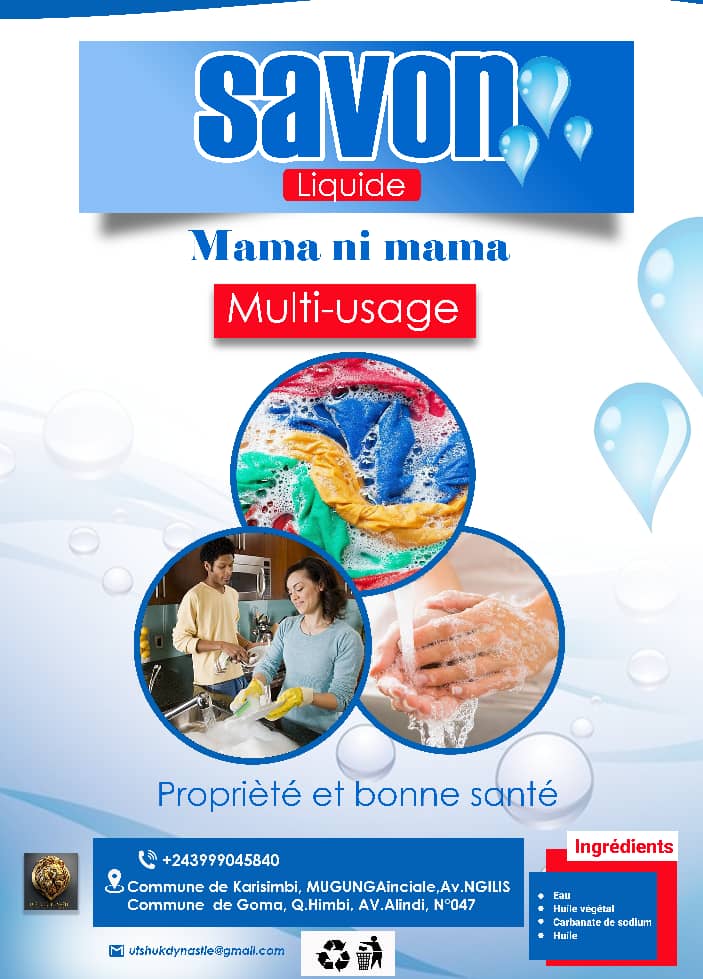 savon
Liquide
Mama ni mama
Multi-usage
Proprièté et bonne santé
+243999045840
Commune de Karisimbi, MUGUNGAinciale,Av.NGILIS
Commune de Goma, Q.Himbi, AV.Alindi, N°047
utshukdynastie@gmail.com
Ingrédients
Eau
Huile végétal
Carbanate de sodium
Huile